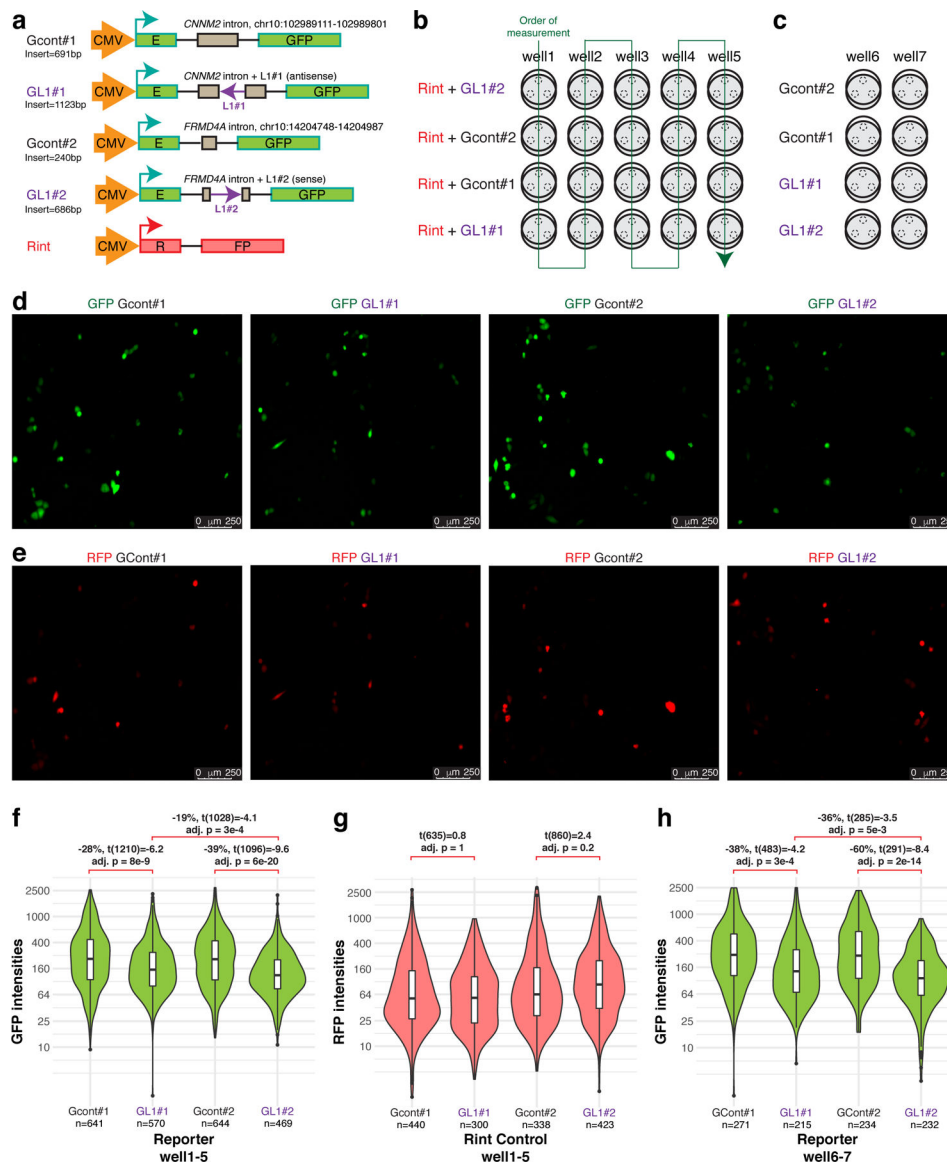 a
Gcont#1
Insert=691bp
CMV
CNNM2 intron, chr10:102989111-102989801
E
GFP
GL1#1
Insert=1123bp
CMV
CNNM2 intron + L1#1 (antisense)
E
L1#1
GFP
Gcont#2
Insert=240bp
CMV
FRMD4A intron, chr10:14204748-14204987
E
GFP
GL1#2
Insert=686bp
CMV
FRMD4A intron + L1#2 (sense)
E
L1#2
GFP
Rint
CMV
R
FP
b
Order of
measurement
well1 well2 well3 well4 well5
Rint + GL1#2
Rint + Gcont#2
Rint + Gcont#1
Rint + GL1#1
c
well6 well7
Gcont#2
Gcont#1
GL1#1
GL1#2
d
GFP Gcont#1
GFP GL1#1
GFP Gcont#2
GFP GL1#2
0 µm 250
0 µm 250
0 µm 250
0 µm 250
e
RFP GCont#1
RFP GL1#1
RFP Gcont#2
RFP GL1#2
0 µm 250
0 µm 250
0 µm 250
0 µm 250
f
-19%, t(1028)=-4.1
adj. p = 3e-4
-28%, t(1210)=-6.2
adj. p = 8e-9
-39%, t(1096)=-9.6
adj. p = 6e-20
GFP intensities
2500
1000
400
160
64
25
10
Gcont#1 GL1#1 Gcont#2 GL1#2
n=641 n=570 n=644 n=469
Reporter
well1-5
g
t(635)=0.8
adj. p = 1
t(860)=2.4
adj. p = 0.2
RFP intensities
2500
1000
400
160
64
25
10
Gcont#1 GL1#1 Gcont#2 GL1#2
n=440 n=300 n=338 n=423
Rint Control
well1-5
h
-36%, t(285)=-3.5
adj. p = 5e-3
-38%, t(483)=-4.2
adj. p = 3e-4
-60%, t(291)=-8.4
adj. p = 2e-14
GFP intensities
2500
1000
400
160
64
25
10
Gcont#1 GL1#1 GCont#2 GL1#2
n=271 n=215 n=234 n=232
Reporter
well6-7